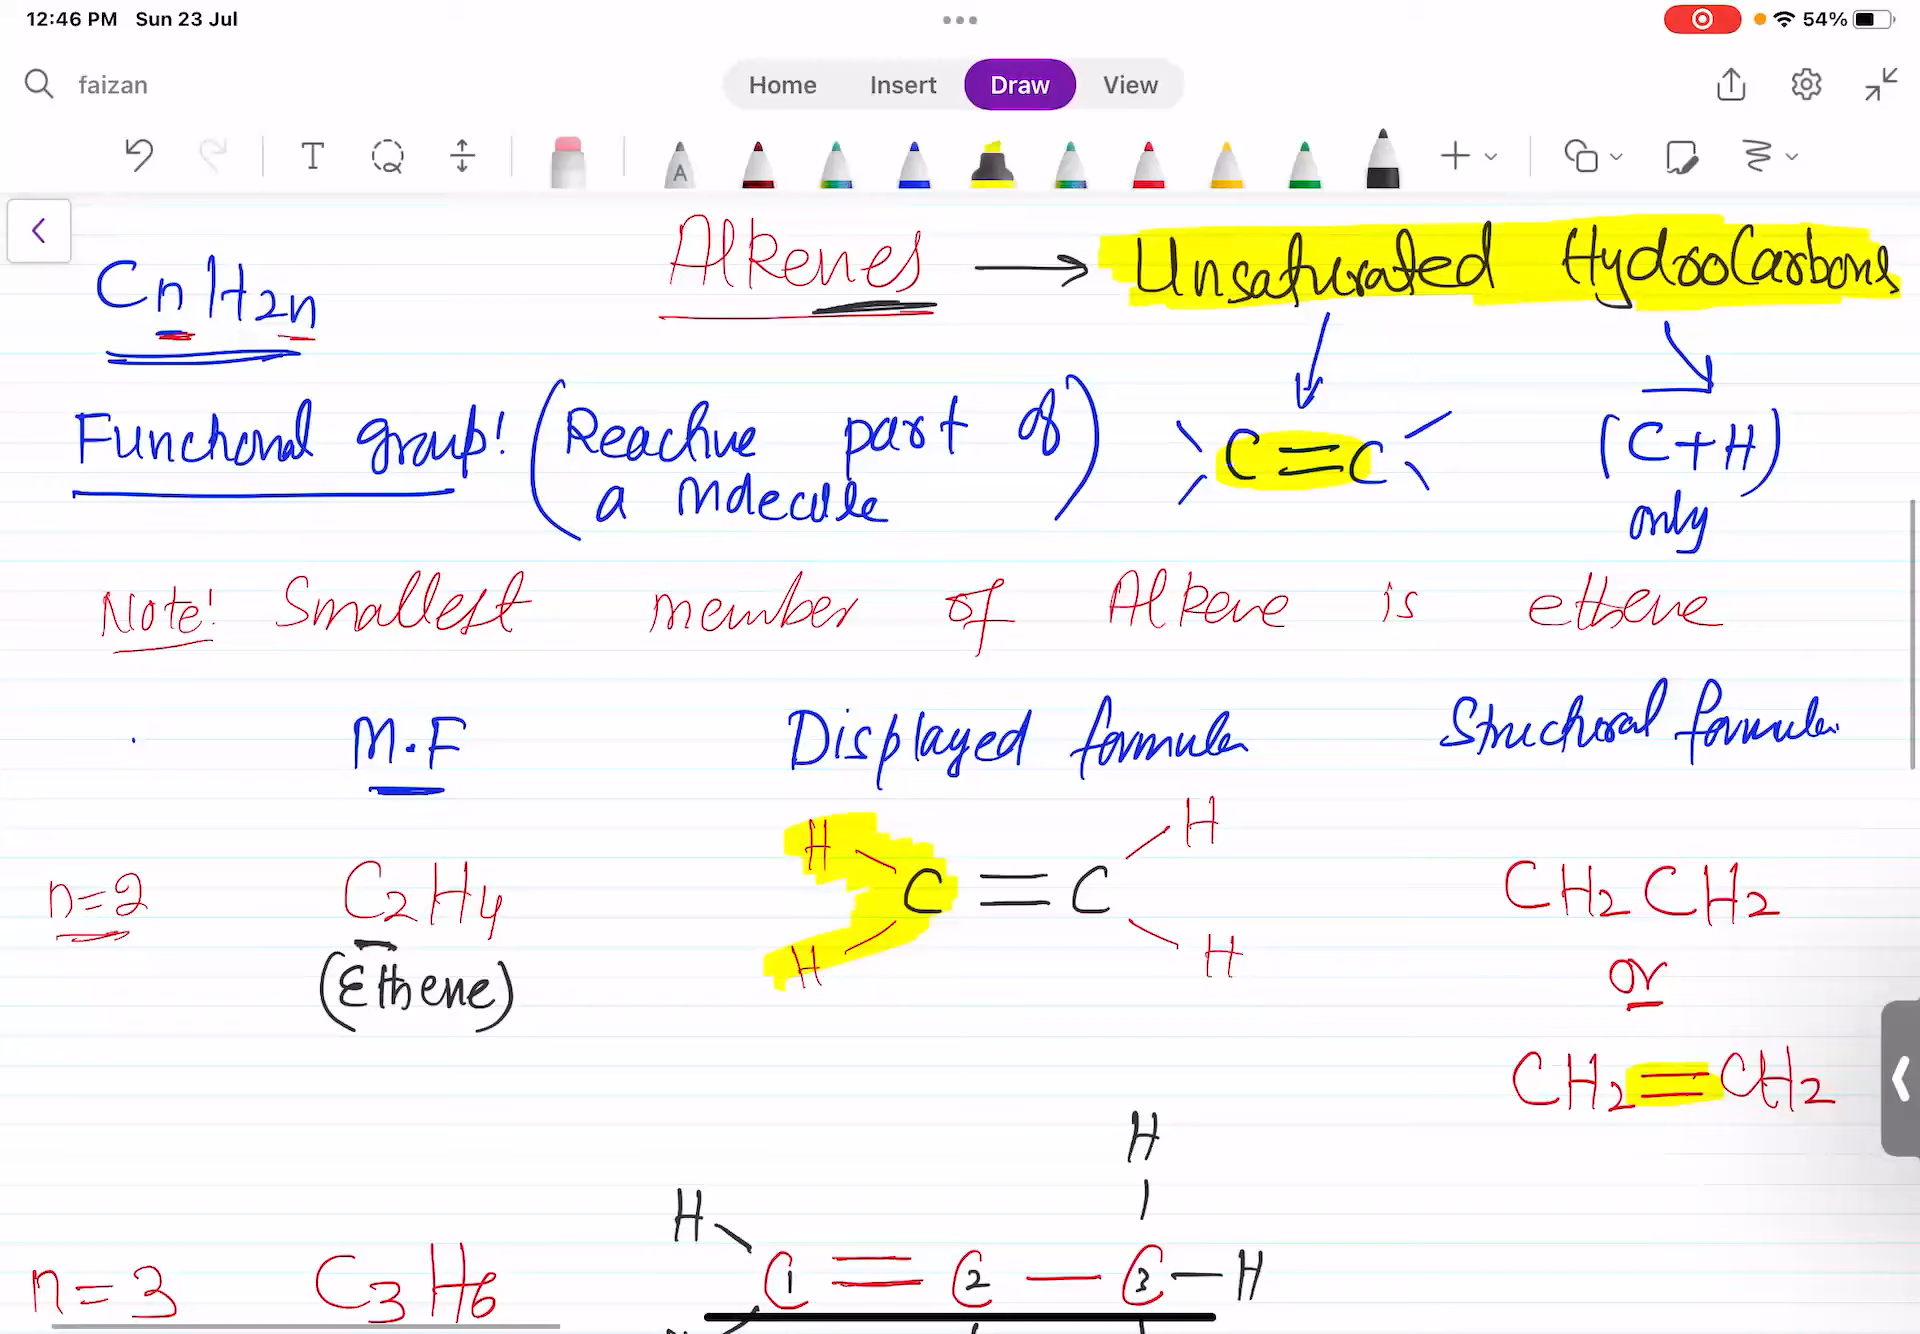 12:46 PM Sun 23 Jul
54%
faizan
Home Insert Draw View
T
A
CnH2n
Alkenes → Unsaturated HydroCarbons
Functional group! (Reactive part of a Molecule)
C=C
(C+H) only
Note! Smallest member of Alkene is ethene
M.F Displayed formula Structural formula
n=2 C2H4
(Ethene)
H H
C = C
H H
CH2CH2
or
CH2=CH2
H
H
n=3 C3H6
C1 = C2 — C3 — H